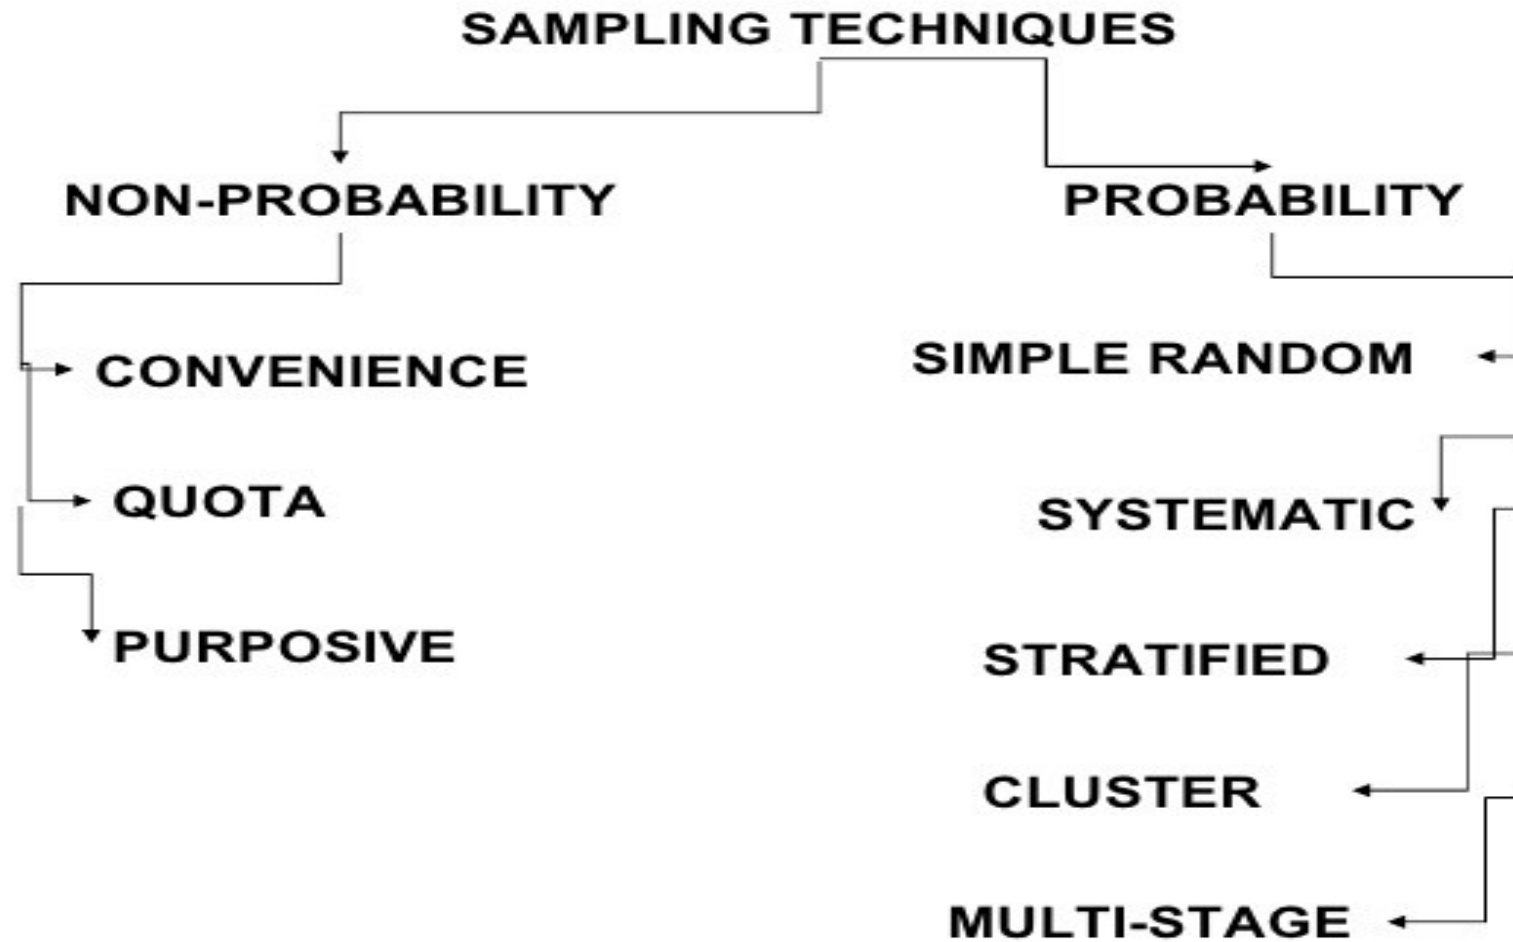 SAMPLING TECHNIQUES
NON-PROBABILITY
PROBABILITY
CONVENIENCE
QUOTA
PURPOSIVE
SIMPLE RANDOM
SYSTEMATIC
STRATIFIED
CLUSTER
MULTI-STAGE